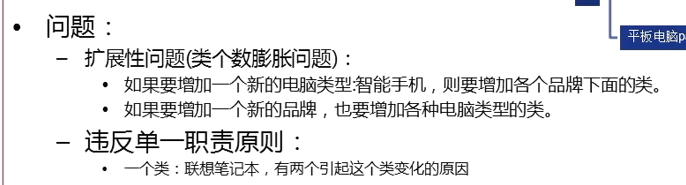 平板电脑p
• 问题：
– 扩展性问题(类个数膨胀问题)：
• 如果要增加一个新的电脑类型:智能手机，则要增加各个品牌下面的类。
• 如果要增加一个新的品牌，也要增加各种电脑类型的类。
– 违反单一职责原则：
• 一个类：联想笔记本，有两个引起这个类变化的原因